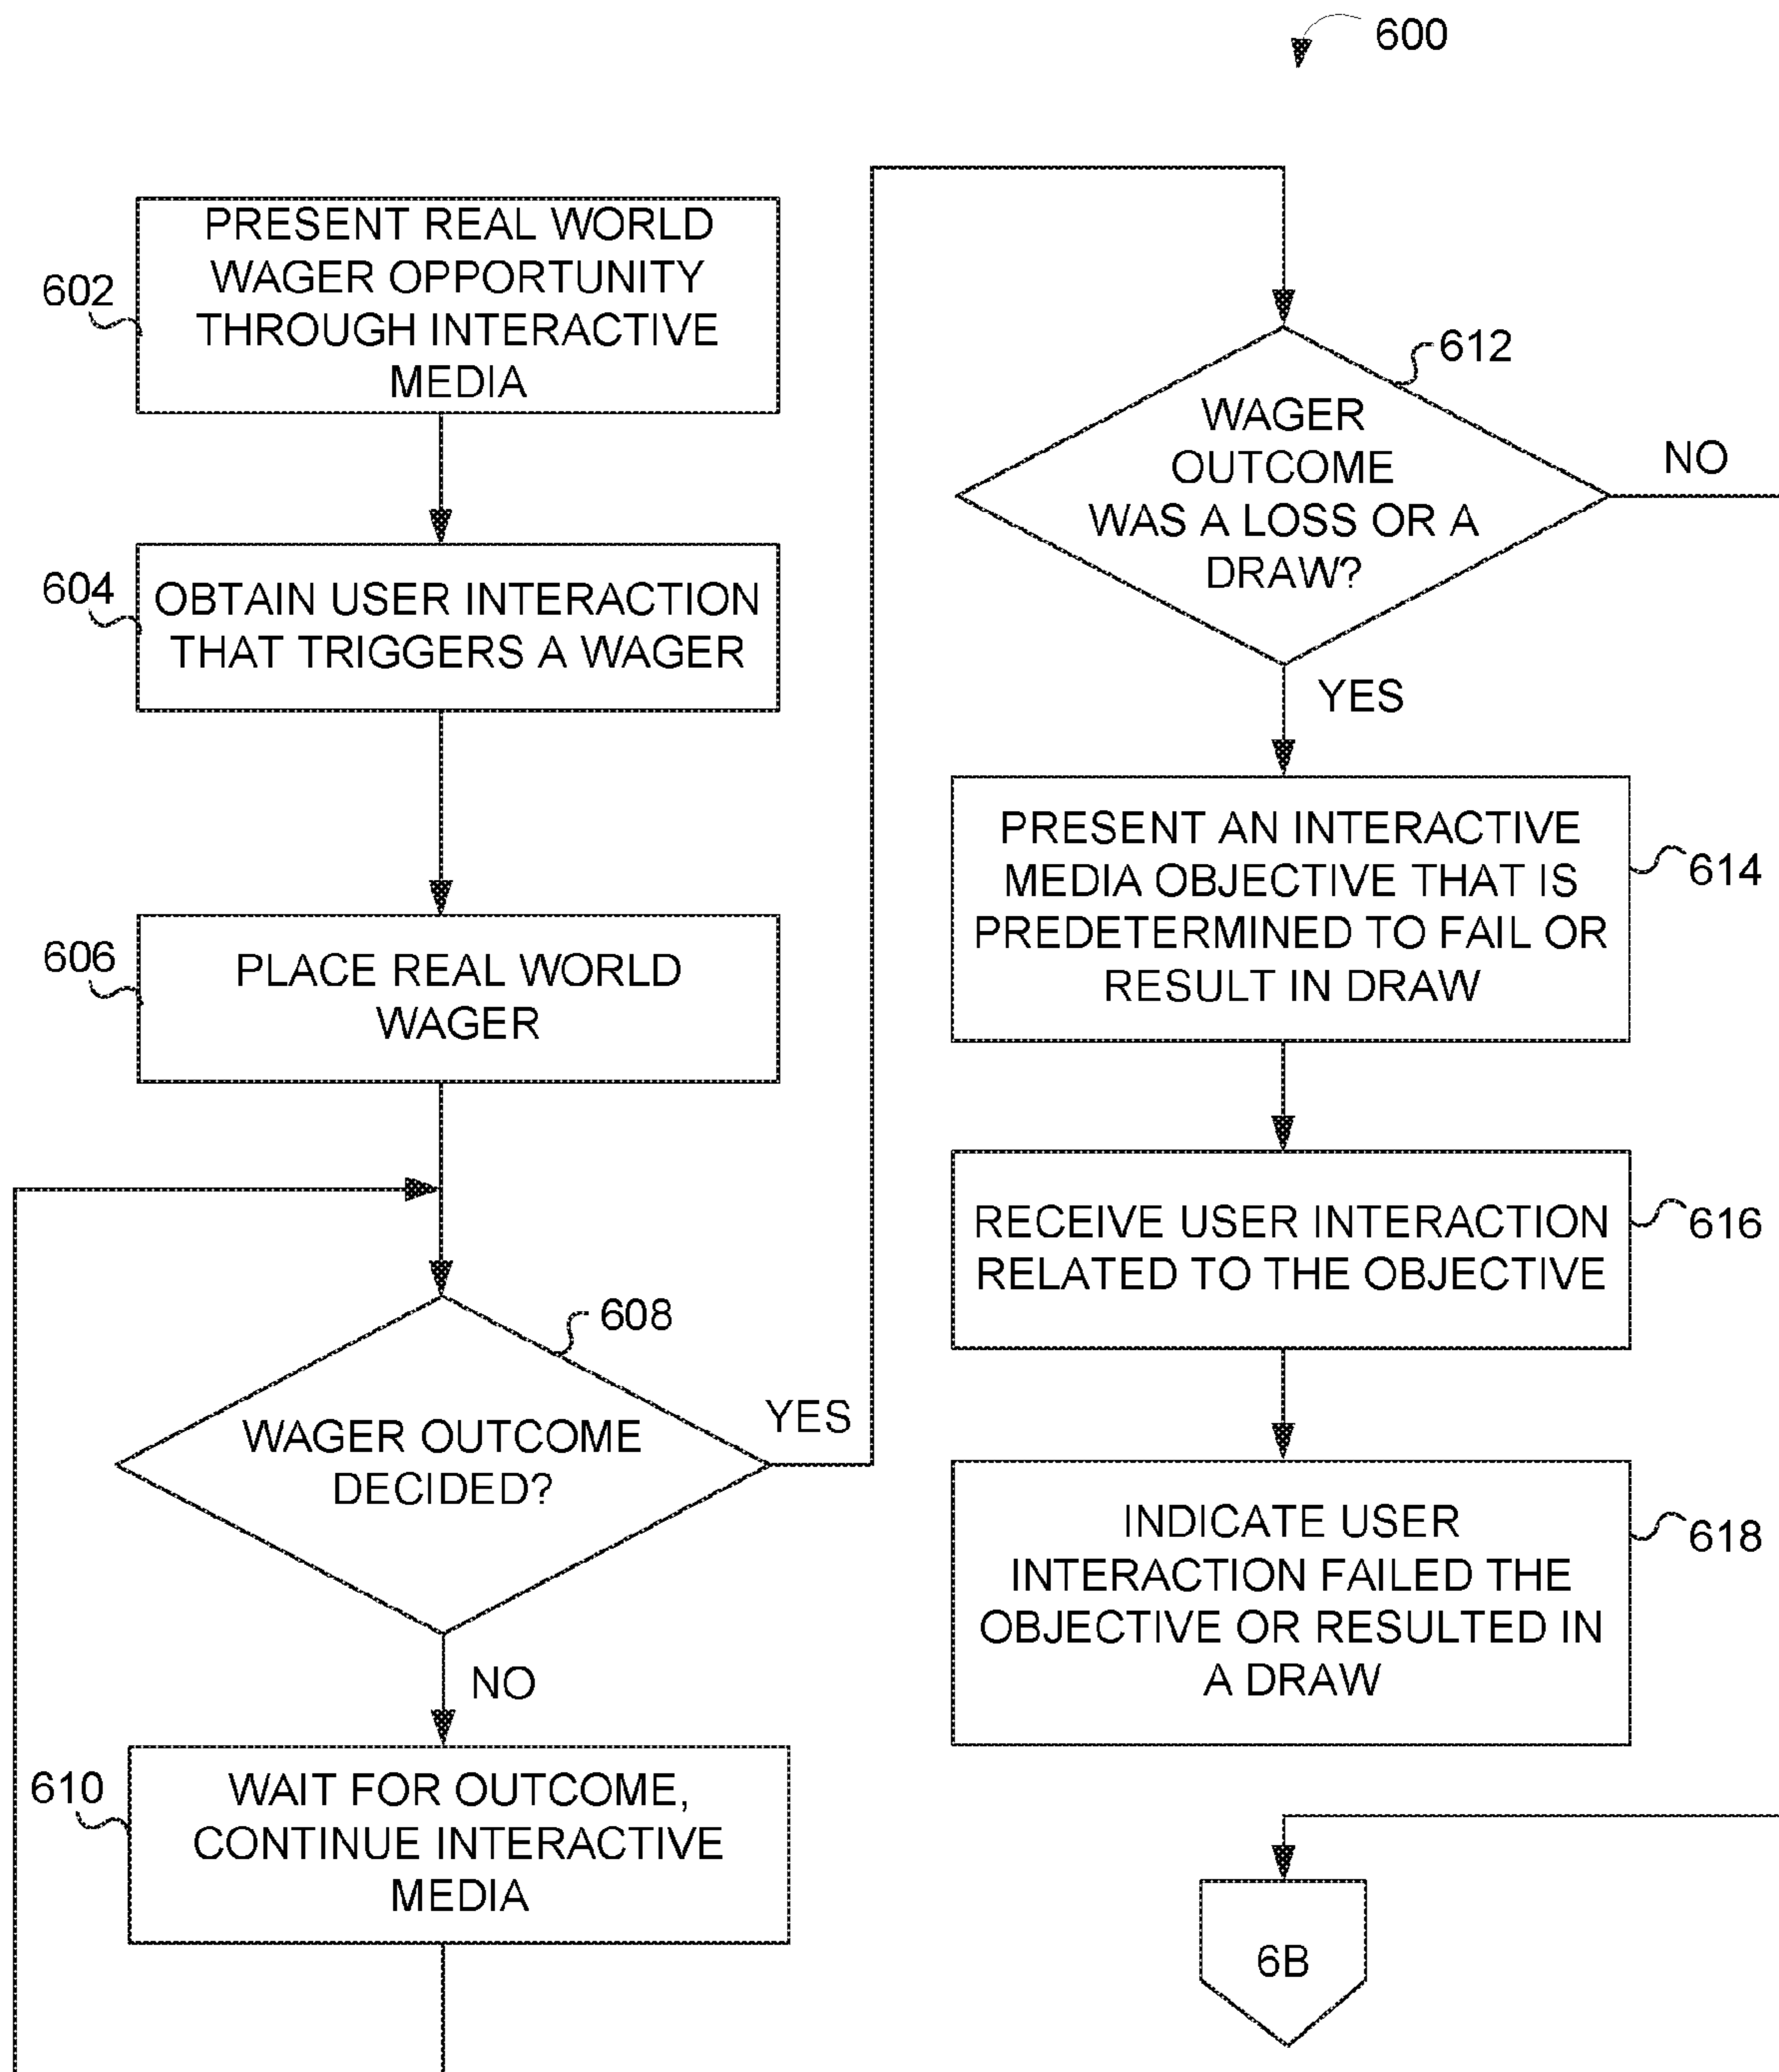 600
602
PRESENT REAL WORLD
WAGER OPPORTUNITY
THROUGH INTERACTIVE
MEDIA
604
OBTAIN USER INTERACTION
THAT TRIGGERS A WAGER
606
PLACE REAL WORLD
WAGER
608
WAGER OUTCOME
DECIDED?
YES
NO
610
WAIT FOR OUTCOME,
CONTINUE INTERACTIVE
MEDIA
612
WAGER
OUTCOME
WAS A LOSS OR A
DRAW?
NO
YES
PRESENT AN INTERACTIVE
MEDIA OBJECTIVE THAT IS
PREDETERMINED TO FAIL OR
RESULT IN DRAW
614
RECEIVE USER INTERACTION
RELATED TO THE OBJECTIVE
616
INDICATE USER
INTERACTION FAILED THE
OBJECTIVE OR RESULTED IN
A DRAW
618
6B